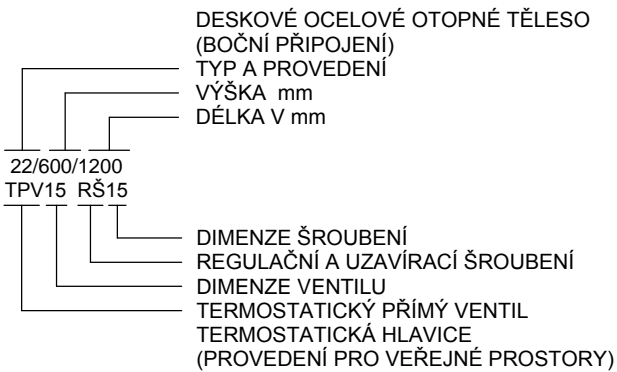 DESKOVÉ OCELOVÉ OTOPNÉ TĚLESO
(BOČNÍ PŘIPOJENÍ)
TYP A PROVEDENÍ
VÝŠKA mm
DÉLKA V mm
22/600/1200
TPV15 RŠ15
DIMENZE ŠROUBENÍ
REGULAČNÍ A UZAVÍRACÍ ŠROUBENÍ
DIMENZE VENTILU
TERMOSTATICKÝ PŘÍMÝ VENTIL
TERMOSTATICKÁ HLAVICE
(PROVEDENÍ PRO VEŘEJNÉ PROSTORY)